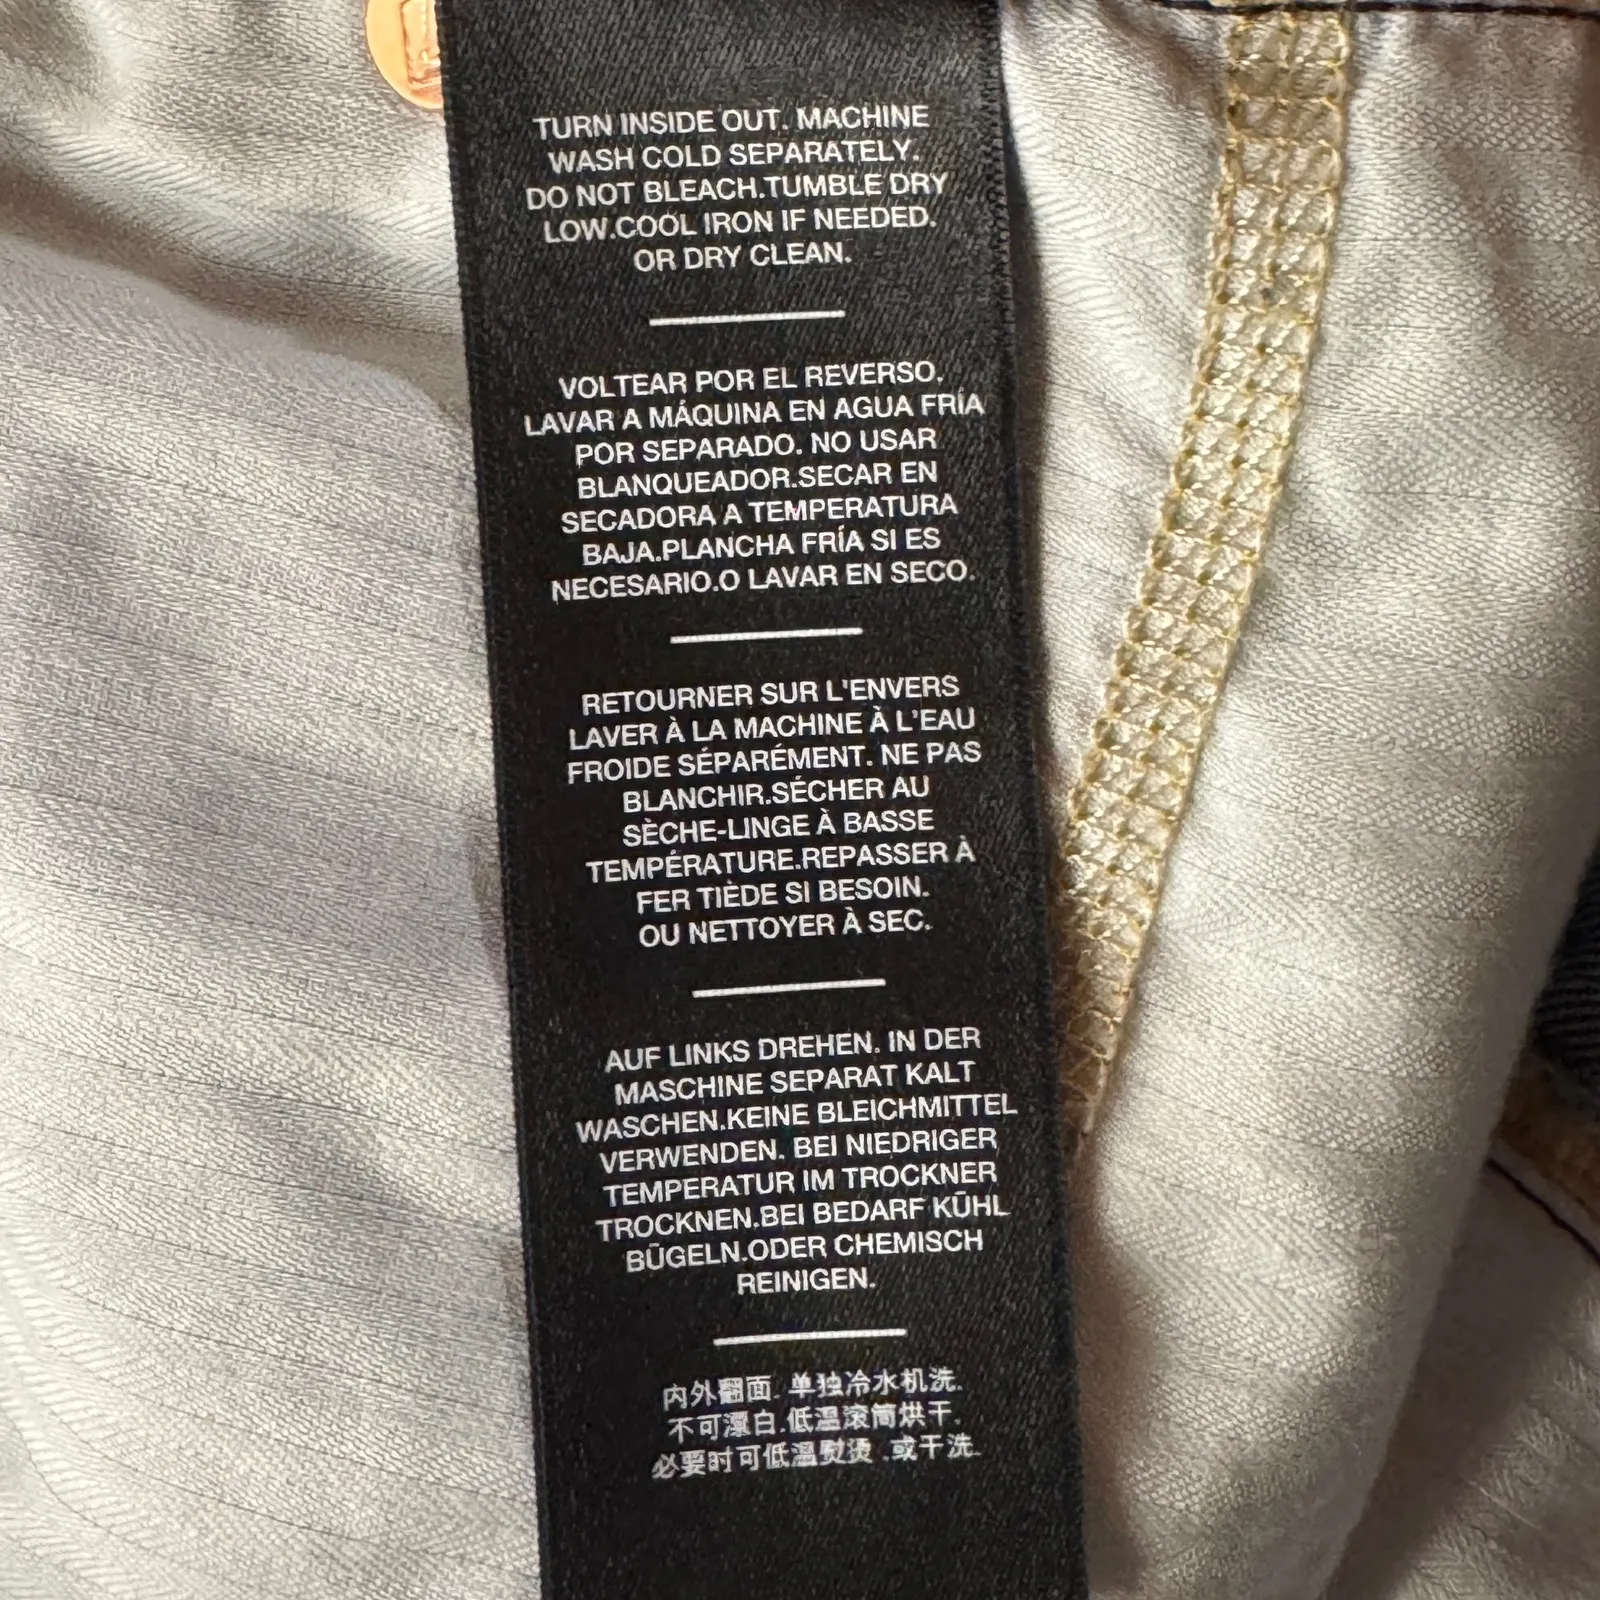 TURN INSIDE OUT. MACHINE
WASH COLD SEPARATELY.
DO NOT BLEACH.TUMBLE DRY
LOW.COOL IRON IF NEEDED.
OR DRY CLEAN.
VOLTEAR POR EL REVERSO.
LAVAR A MÁQUINA EN AGUA FRÍA
POR SEPARADO. NO USAR
BLANQUEADOR.SECAR EN
SECADORA A TEMPERATURA
BAJA.PLANCHA FRÍA SI ES
NECESARIO.O LAVAR EN SECO.
RETOURNER SUR L'ENVERS
LAVER À LA MACHINE À L'EAU
FROIDE SÉPARÉMENT. NE PAS
BLANCHIR.SÉCHER AU
SÈCHE-LINGE À BASSE
TEMPÉRATURE.REPASSER À
FER TIÈDE SI BESOIN.
OU NETTOYER À SEC.
AUF LINKS DREHEN. IN DER
MASCHINE SEPARAT KALT
WASCHEN.KEINE BLEICHMITTEL
VERWENDEN. BEI NIEDRIGER
TEMPERATUR IM TROCKNER
TROCKNEN.BEI BEDARF KÜHL
BÜGELN.ODER CHEMISCH
REINIGEN.
内外翻面. 单独冷水机洗.
不可漂白.低温滚筒烘干.
必要时可低温熨烫 .或干洗.